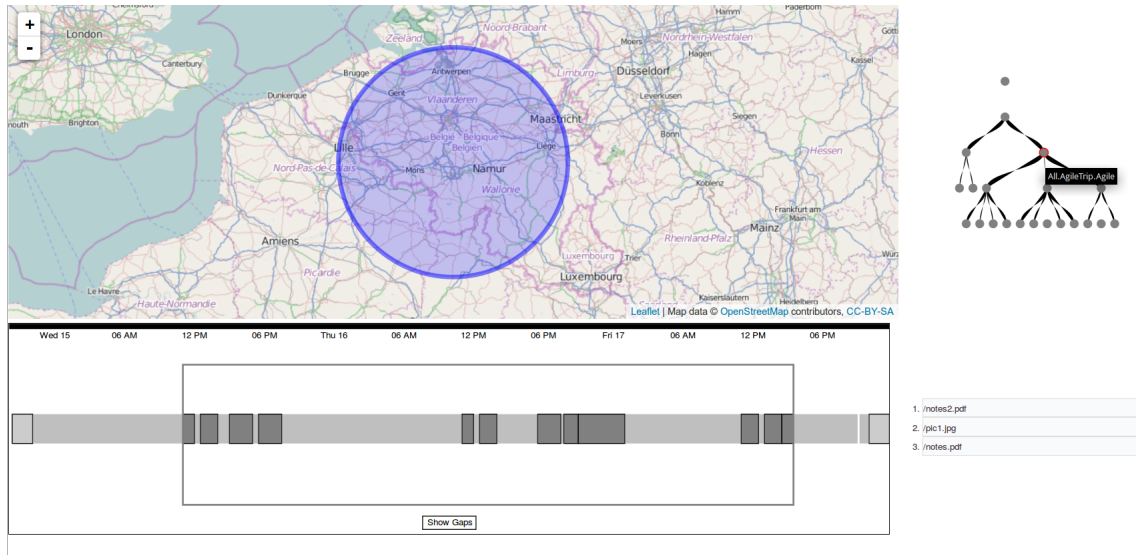 +
-
London
Canterbury
Brighton
Dunkerque
Brugge
Zeeland
Noord-Brabant
Antwerpen
Gent
Vlaanderen
België - Belgique
Belgien
Limburg
Maastricht
Liège
Lille
Nord-Pas-de-Calais
Mons
Namur
Wallonie
Amiens
Picardie
Le Havre
Haute-Normandie
Moers
Nordrhein-Westfalen
Hamm
Paderborn
Hagen
Düsseldorf
Leverkusen
Kassel
Siegen
Bonn
Hessen
Koblenz
Frankfurt am
Main
Mainz
Rheinland-Pfalz
Luxembourg
Trier
Luxembourg
Kaiserslautern
Heidelberg
Leaflet | Map data © OpenStreetMap contributors, CC-BY-SA
Wed 15 06 AM 12 PM 06 PM Thu 16 06 AM 12 PM 06 PM Fri 17 06 AM 12 PM 06 PM
Show Gaps
All.AgileTrip.Agile
1. /notes2.pdf
2. /pic1.jpg
3. /notes.pdf